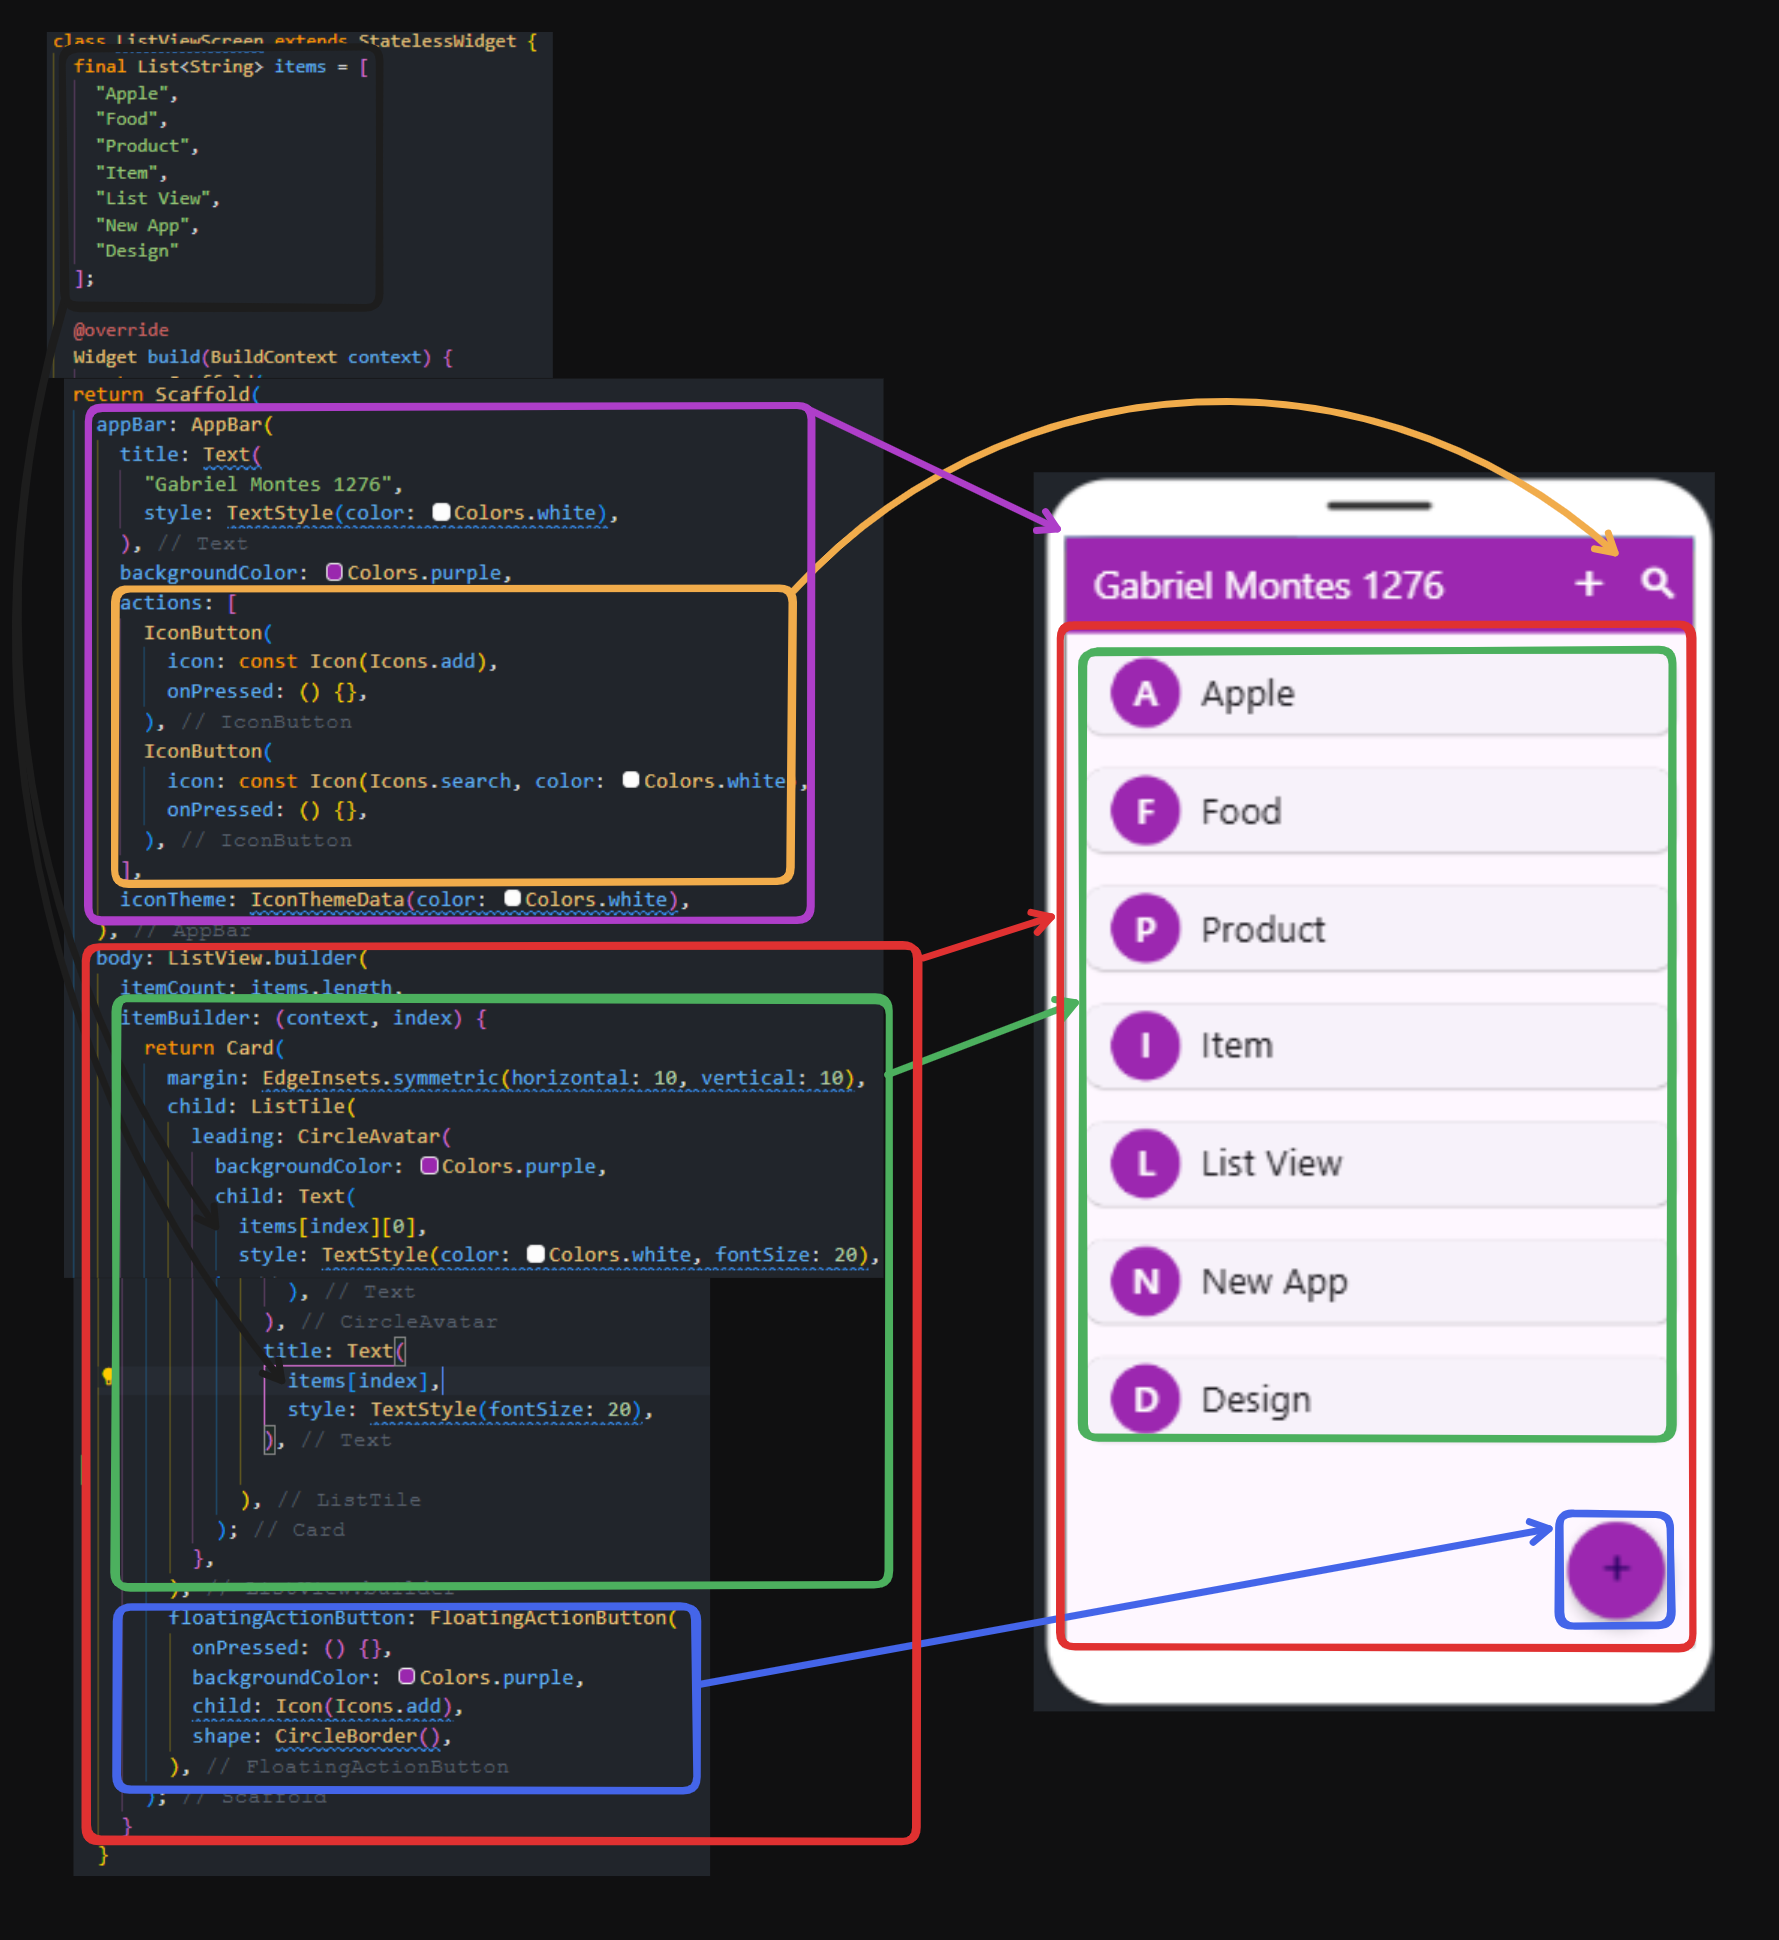 class ListViewScreen extends StatelessWidget {
final List<String> items = [
"Apple",
"Food",
"Product",
"Item",
"List View",
"New App",
"Design"
];
@override
Widget build(BuildContext context) {
return Scaffold(
appBar: AppBar(
title: Text(
"Gabriel Montes 1276",
style: TextStyle(color: Colors.white),
), // Text
backgroundColor: Colors.purple,
actions: [
IconButton(
icon: const Icon(Icons.add),
onPressed: () {},
), // IconButton
IconButton(
icon: const Icon(Icons.search, color: Colors.white ,
onPressed: () {},
), // IconButton
],
iconTheme: IconThemeData(color: Colors.white),
), // AppBar
body: ListView.builder(
itemCount: items.length,
itemBuilder: (context, index) {
return Card(
margin: EdgeInsets.symmetric(horizontal: 10, vertical: 10),
child: ListTile(
leading: CircleAvatar(
backgroundColor: Colors.purple,
child: Text(
items[index][0],
style: TextStyle(color: Colors.white, fontSize: 20),
), // Text
), // CircleAvatar
title: Text(
items[index],
style: TextStyle(fontSize: 20),
), // Text
), // ListTile
); // Card
},
), // ListView.builder
floatingActionButton: FloatingActionButton(
onPressed: () {},
backgroundColor: Colors.purple,
child: Icon(Icons.add),
shape: CircleBorder(),
), // FloatingActionButton
); // Scaffold
}
}
Gabriel Montes 1276 +
A Apple
F Food
P Product
I Item
L List View
N New App
D Design
+